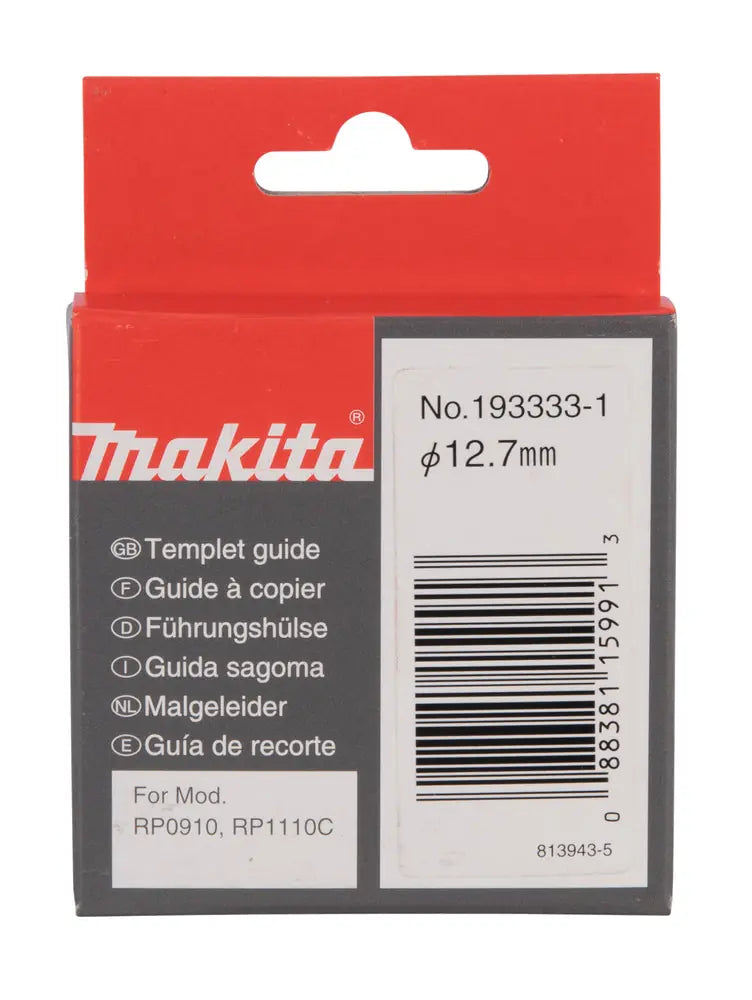 makita®
GB Templet guide
F Guide à copier
D Führungshülse
I Guida sagoma
NL Malgeleider
E Guía de recorte
For Mod.
RP0910, RP1110C
No.193333-1
ϕ12.7mm
0 88381 15991 3
813943-5